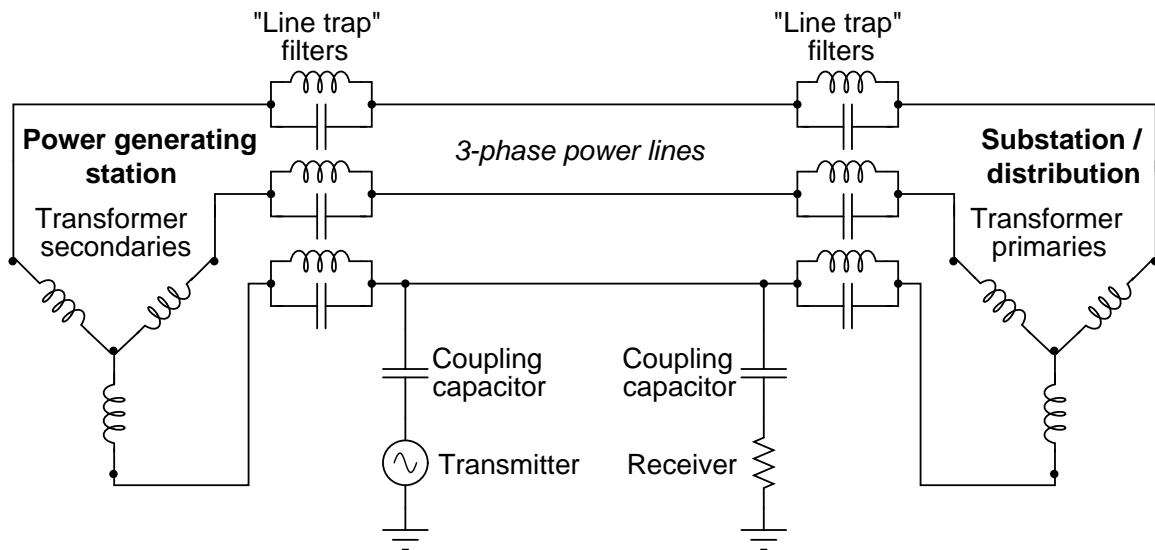 "Line trap"
filters
"Line trap"
filters
Power generating
station
3-phase power lines
Substation /
distribution
Transformer
secondaries
Transformer
primaries
Coupling
capacitor
Coupling
capacitor
Transmitter
Receiver